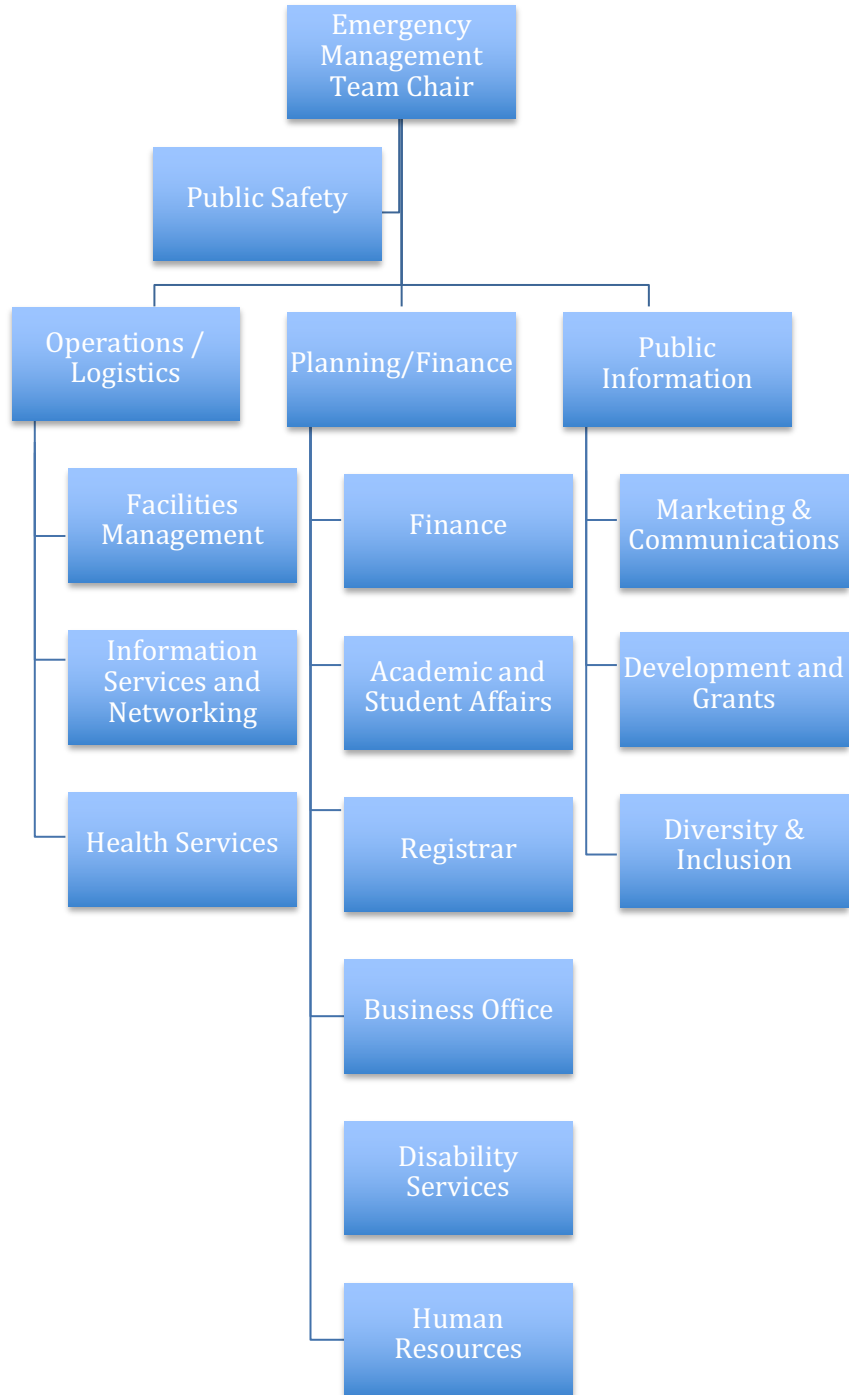 Emergency
Management
Team Chair
Public Safety
Operations /
Logistics
Planning/Finance
Public
Information
Facilities
Management
Information
Services and
Networking
Health Services
Finance
Academic and
Student Affairs
Registrar
Business Office
Disability
Services
Human
Resources
Marketing &
Communications
Development and
Grants
Diversity &
Inclusion